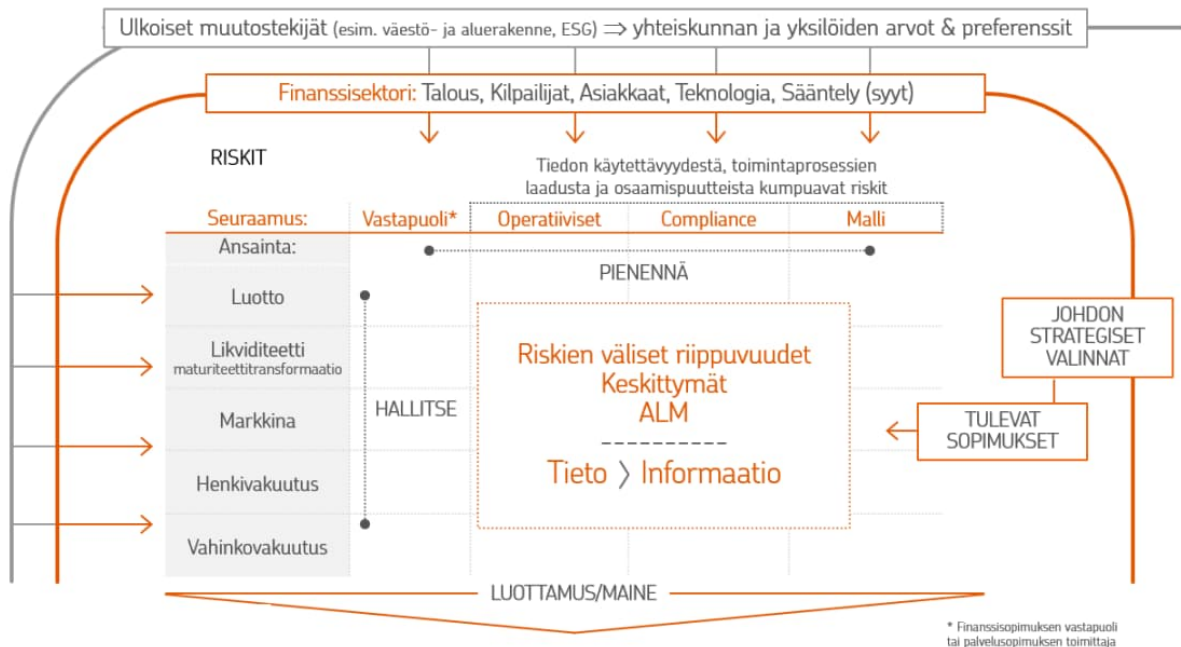 Ulkoiset muutostekijät (esim. väestö- ja aluerakenne, ESG) ⇒ yhteiskunnan ja yksilöiden arvot & preferenssit
Finanssisektori: Talous, Kilpailijat, Asiakkaat, Teknologia, Sääntely (syyt)
RISKIT
Tiedon käytettävyydestä, toimintaprosessien
laadusta ja osaamispuutteista kumpuavat riskit
Seuraamus: Vastapuoli* Operatiiviset Compliance Malli
Ansainta:
PIENENNÄ
Luotto
Likviditeetti
maturiteettitransformaatio
Markkina
Henkivakuutus
Vahinkovakuutus
HALLITSE
Riskien väliset riippuvuudet
Keskittymät
ALM
Tieto > Informaatio
JOHDON
STRATEGISET
VALINNAT
TULEVAT
SOPIMUKSET
LUOTTAMUS/MAINE
* Finanssisopimuksen vastapuoli
tai palvelusopimuksen toimittaja